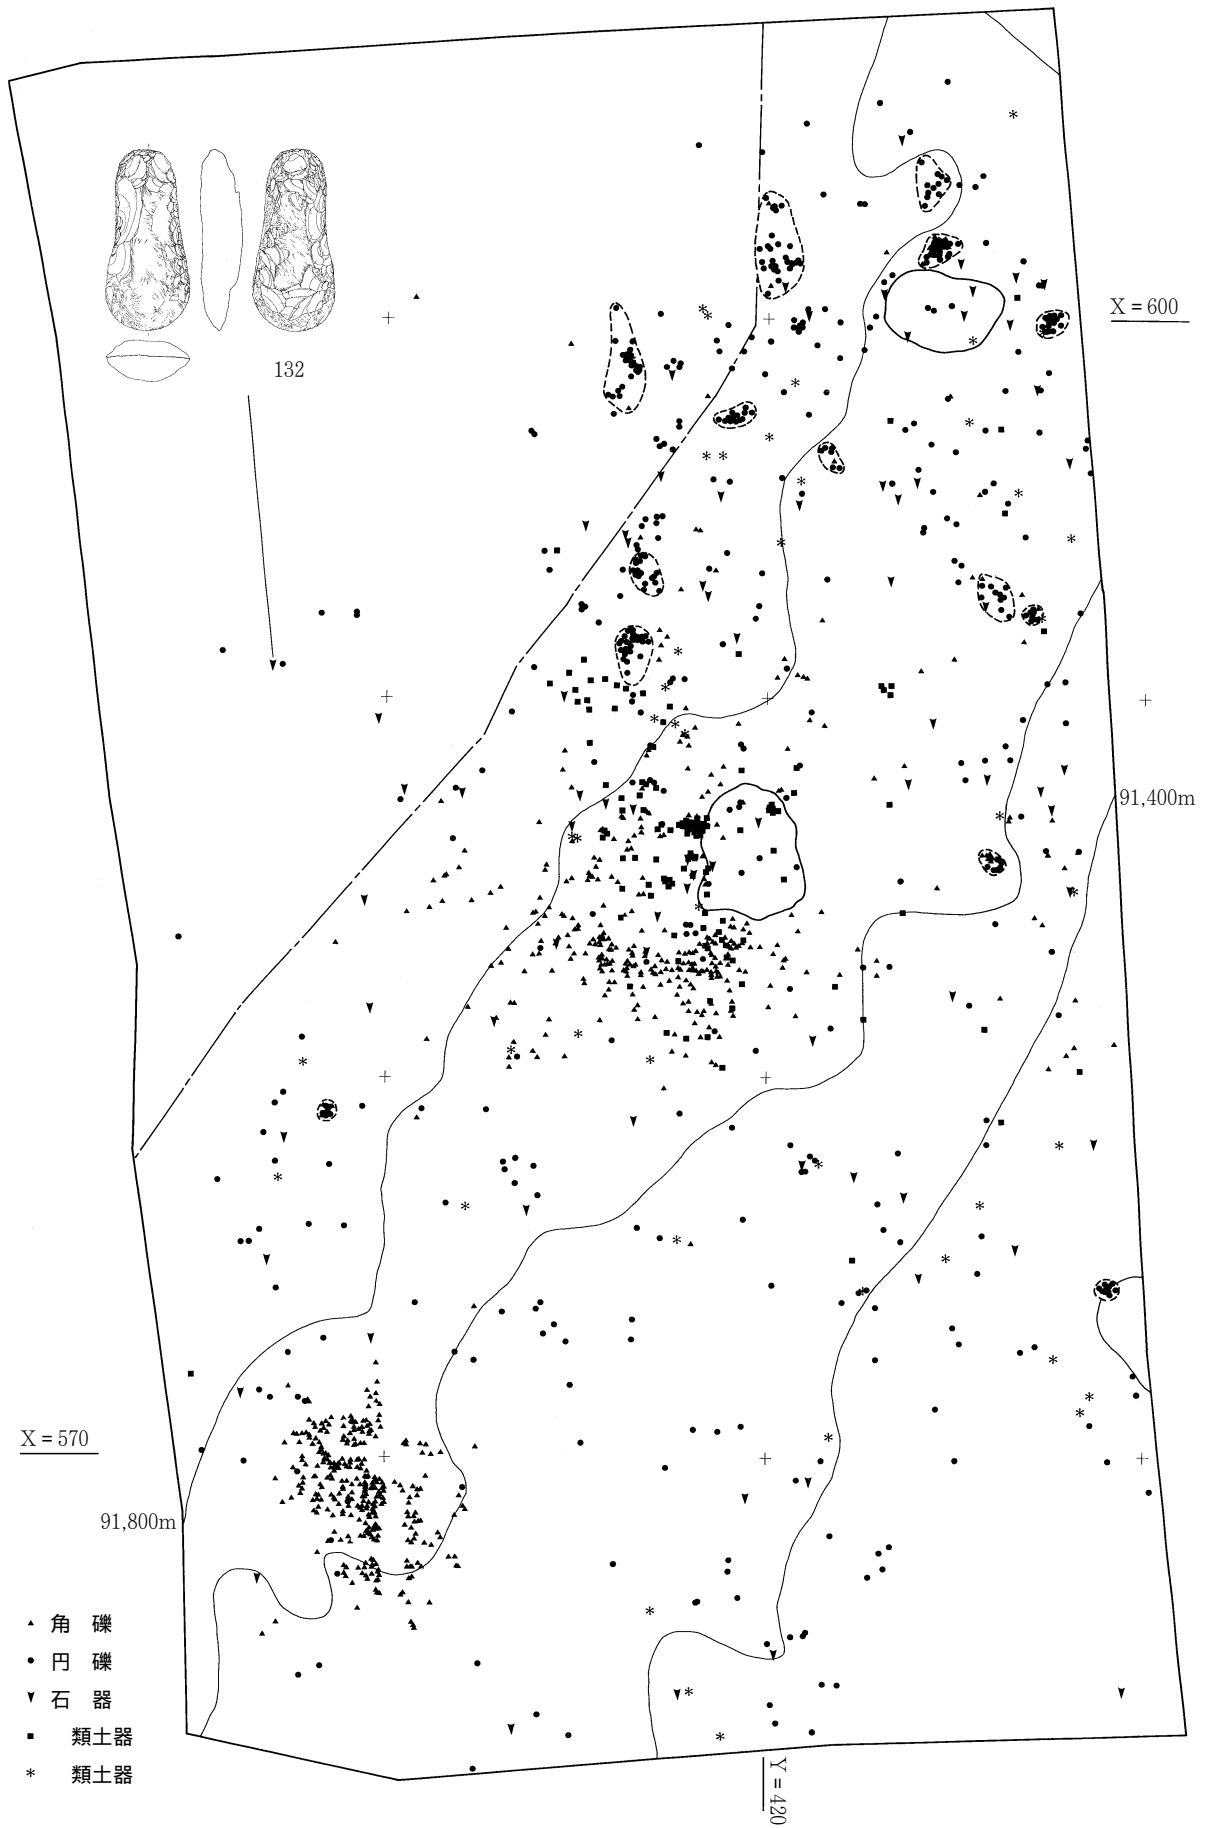 132
X = 600
91,400m
X = 570
91,800m
角 礫
円 礫
石 器
類土器
類土器
Y = 420